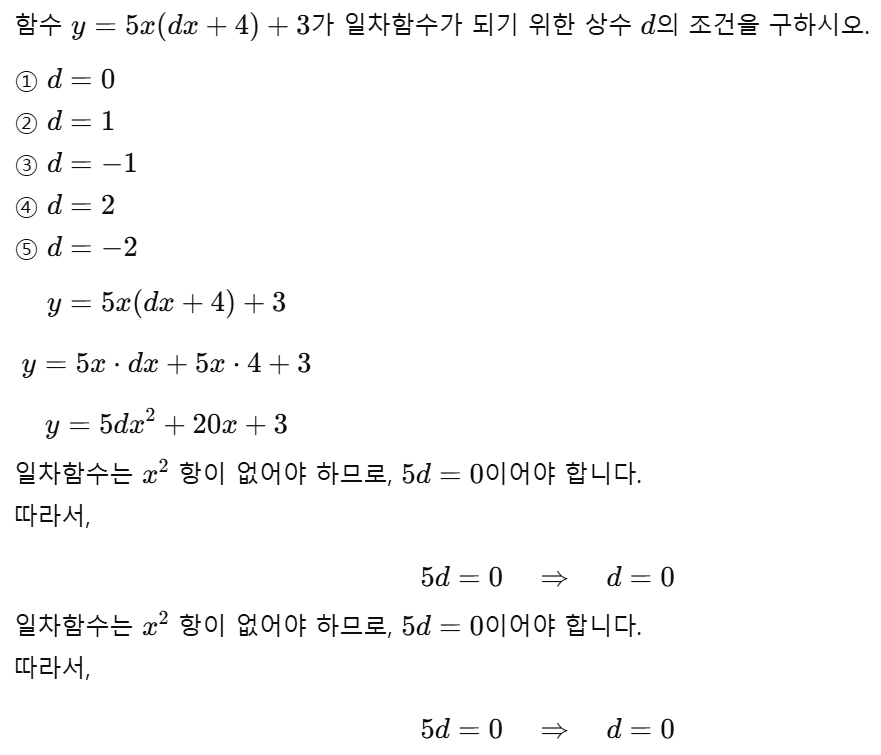 함수 y = 5x(dx + 4) + 3가 일차함수가 되기 위한 상수 d의 조건을 구하시오.
① d = 0
② d = 1
③ d = −1
④ d = 2
⑤ d = −2
y = 5x(dx + 4) + 3
y = 5x · dx + 5x · 4 + 3
y = 5dx² + 20x + 3
일차함수는 x² 항이 없어야 하므로, 5d = 0이어야 합니다.
따라서,
5d = 0 ⇒ d = 0
일차함수는 x² 항이 없어야 하므로, 5d = 0이어야 합니다.
따라서,
5d = 0 ⇒ d = 0